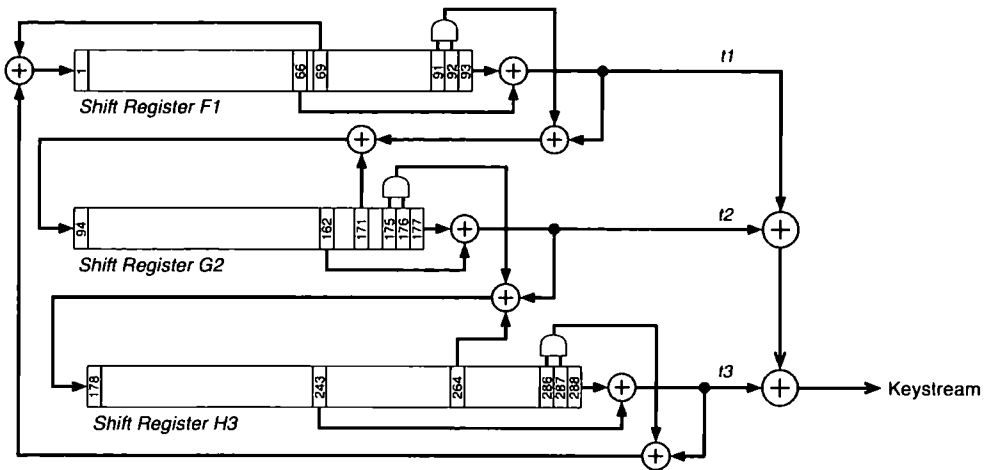 1 66 69 91 92 93 t1
Shift Register F1
94 162 171 175 176 177 t2
Shift Register G2
178 243 264 286 287 288 t3
Keystream
Shift Register H3